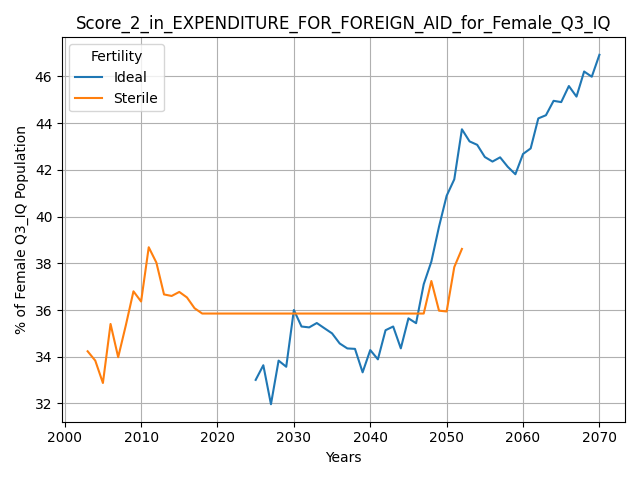 Score_2_in_EXPENDITURE_FOR_FOREIGN_AID_for_Female_Q3_IQ
Fertility
Ideal
Sterile
% of Female Q3_IQ Population
46
44
42
40
38
36
34
32
2000 2010 2020 2030 2040 2050 2060 2070
Years